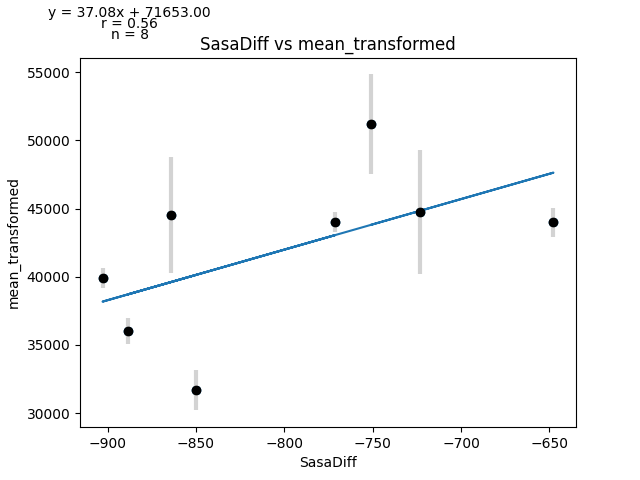 y = 37.08x + 71653.00
r = 0.56
n = 8
SasaDiff vs mean_transformed
55000
50000
45000
40000
35000
30000
mean_transformed
−900
−850
−800
−750
−700
−650
SasaDiff